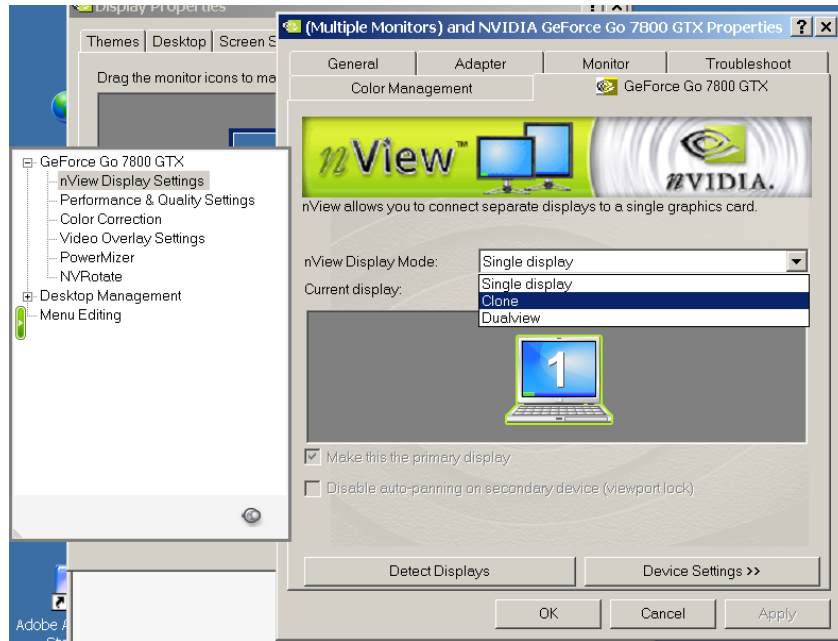 Display Properties
Themes Desktop Screen S
Drag the monitor icons to ma
(Multiple Monitors) and NVIDIA GeForce Go 7800 GTX Properties
General Adapter Monitor Troubleshoot
Color Management GeForce Go 7800 GTX
nView™
nVIDIA.
nView allows you to connect separate displays to a single graphics card.
GeForce Go 7800 GTX
nView Display Settings
Performance & Quality Settings
Color Correction
Video Overlay Settings
PowerMizer
NVRotate
Desktop Management
Menu Editing
nView Display Mode: Single display
Current display:
Single display
Clone
Dualview
1
Make this the primary display
Disable auto-panning on secondary device (viewport lock)
Detect Displays Device Settings >>
OK Cancel Apply
Adobe A